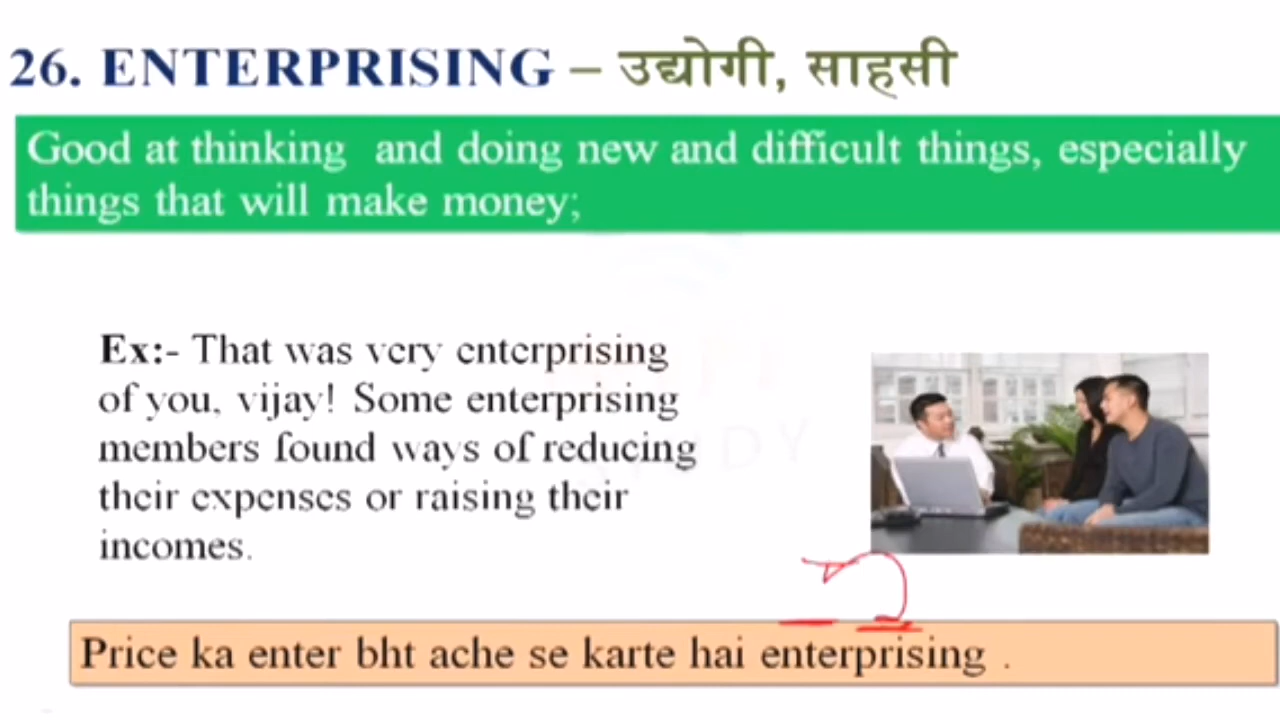 26. ENTERPRISING – उद्योगी, साहसी
Good at thinking and doing new and difficult things, especially
things that will make money;
Ex:- That was very enterprising
of you, vijay! Some enterprising
members found ways of reducing
their expenses or raising their
incomes.
Price ka enter bht ache se karte hai enterprising .